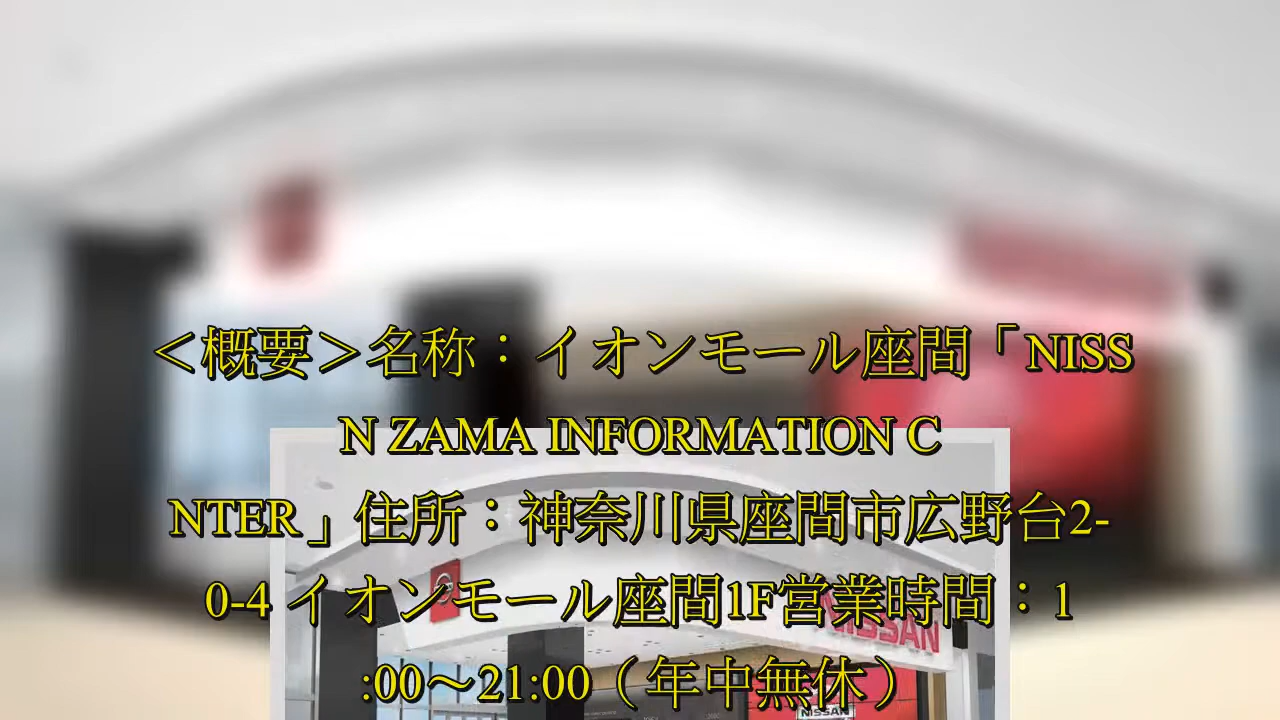 ＜概要＞名称：イオンモール座間「NISS
N ZAMA INFORMATION C
NTER」住所：神奈川県座間市広野台2-
0-4 イオンモール座間1F営業時間：1
:00～21:00（年中無休）
NISSAN
NISSAN